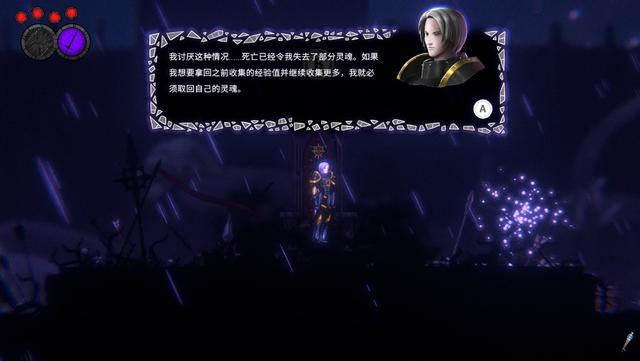 我讨厌这种情况……死亡已经令我失去了部分灵魂。如果
我想要拿回之前收集的经验值并继续收集更多，我就必
须取回自己的灵魂。
A